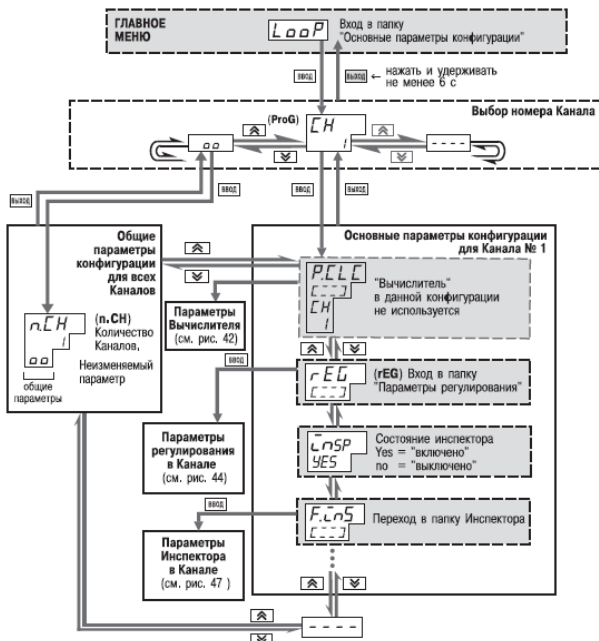 ГЛАВНОЕ
МЕНЮ
LooP
Вход в папку
"Основные параметры конфигурации"
ВВОД
ВЫХОД
← нажать и удерживать
не менее 6 с
Выбор номера Канала
(ProG)
CH
1
oo
----
ВЫХОД
ВВОД
ВВОД
ВЫХОД
Общие
параметры
конфигурации
для всех
Каналов
n.CH
1
oo
(n.CH)
Количество
Каналов,
Неизменяемый
параметр
общие
параметры
Основные параметры конфигурации
для Канала № 1
P.CLC
[---]
CH
1
"Вычислитель"
в данной конфигурации
не используется
Параметры
Вычислителя
(см. рис. 42)
ВВОД
rEG
[---]
(rEG) Вход в папку
"Параметры регулирования"
Параметры
регулирования
в Канале
(см. рис. 44)
inSP
YES
Состояние инспектора
Yes = "включено"
no = "выключено"
ВВОД
F.inS
[---]
Переход в папку Инспектора
Параметры
Инспектора
в Канале
(см. рис. 47 )
----